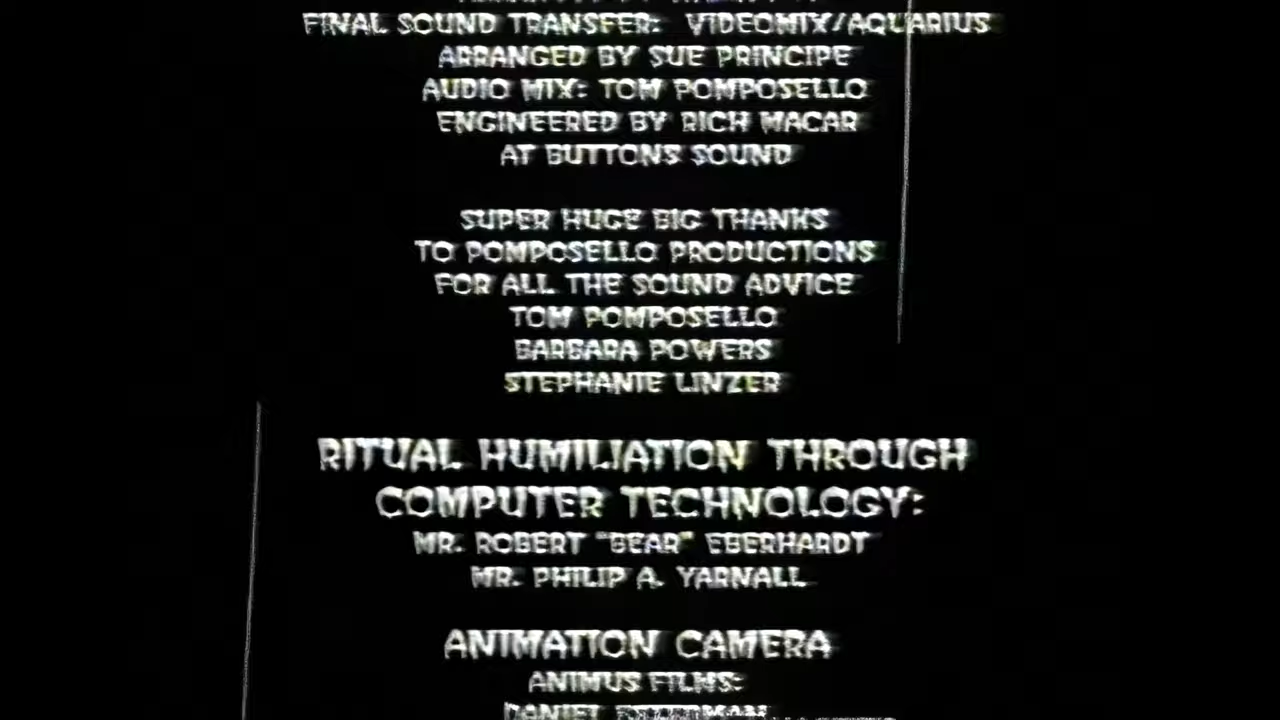 FINAL SOUND TRANSFER: VIDEOMIX/AQUARIUS
ARRANGED BY SUE PRINCIPE
AUDIO MIX: TOM POMPOSELLO
ENGINEERED BY RICH MACAR
AT BUTTONS SOUND
SUPER HUGE BIG THANKS
TO POMPOSELLO PRODUCTIONS
FOR ALL THE SOUND ADVICE
TOM POMPOSELLO
BARBARA POWERS
STEPHANIE LINZER
RITUAL HUMILIATION THROUGH
COMPUTER TECHNOLOGY:
MR. ROBERT "BEAR" EBERHARDT
MR. PHILIP A. YARNALL
ANIMATION CAMERA
ANIMUS FILMS:
DANIEL